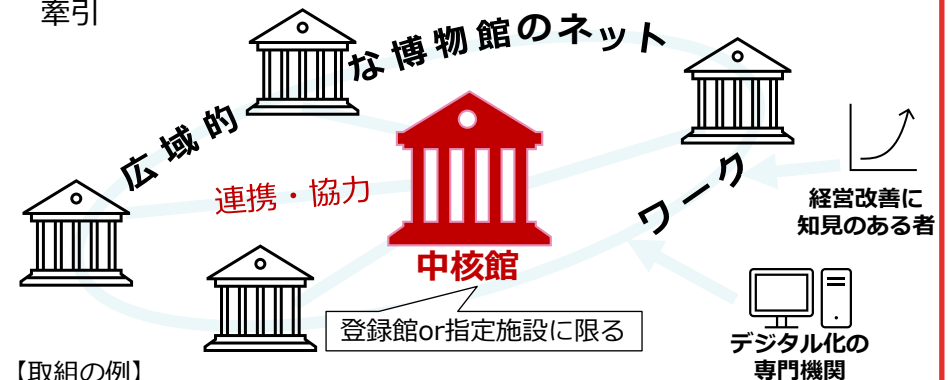 牽引
広域的な博物館のネットワーク
連携・協力
中核館
登録館or指定施設に限る
経営改善に
知見のある者
デジタル化の
専門機関
【取組の例】